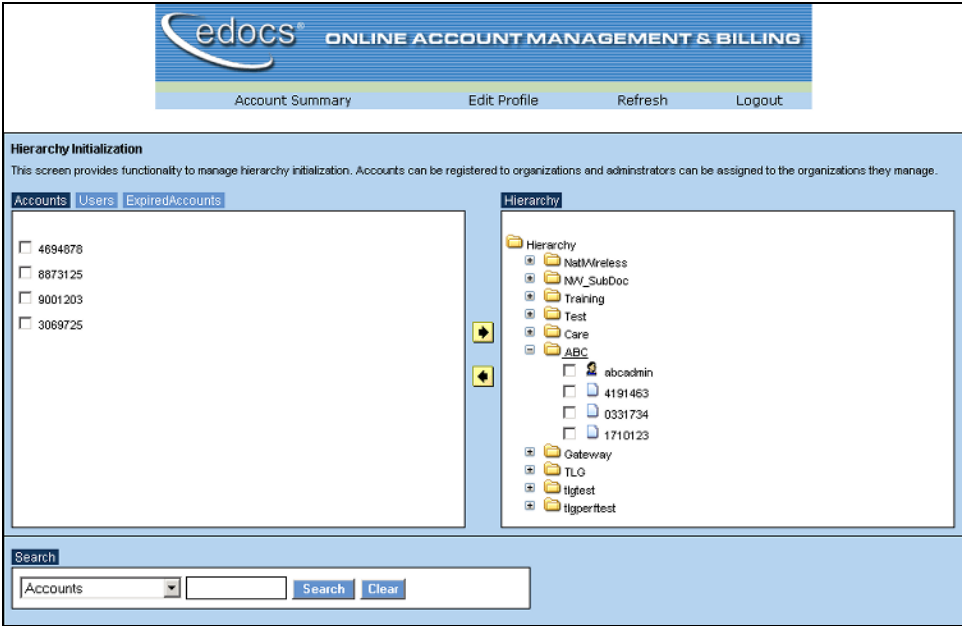 edocs® ONLINE ACCOUNT MANAGEMENT & BILLING
Account Summary Edit Profile Refresh Logout
Hierarchy Initialization
This screen provides functionality to manage hierarchy initialization. Accounts can be registered to organizations and adminstrators can be assigned to the organizations they manage.
Accounts Users ExpiredAccounts
4694878
8873125
9001203
3069725
Hierarchy
Hierarchy
NatlWireless
NW_SubDoc
Training
Test
Care
ABC
abcadmin
4191463
0331734
1710123
Gateway
TLG
tlgtest
tlgperftest
Search
Accounts Search Clear